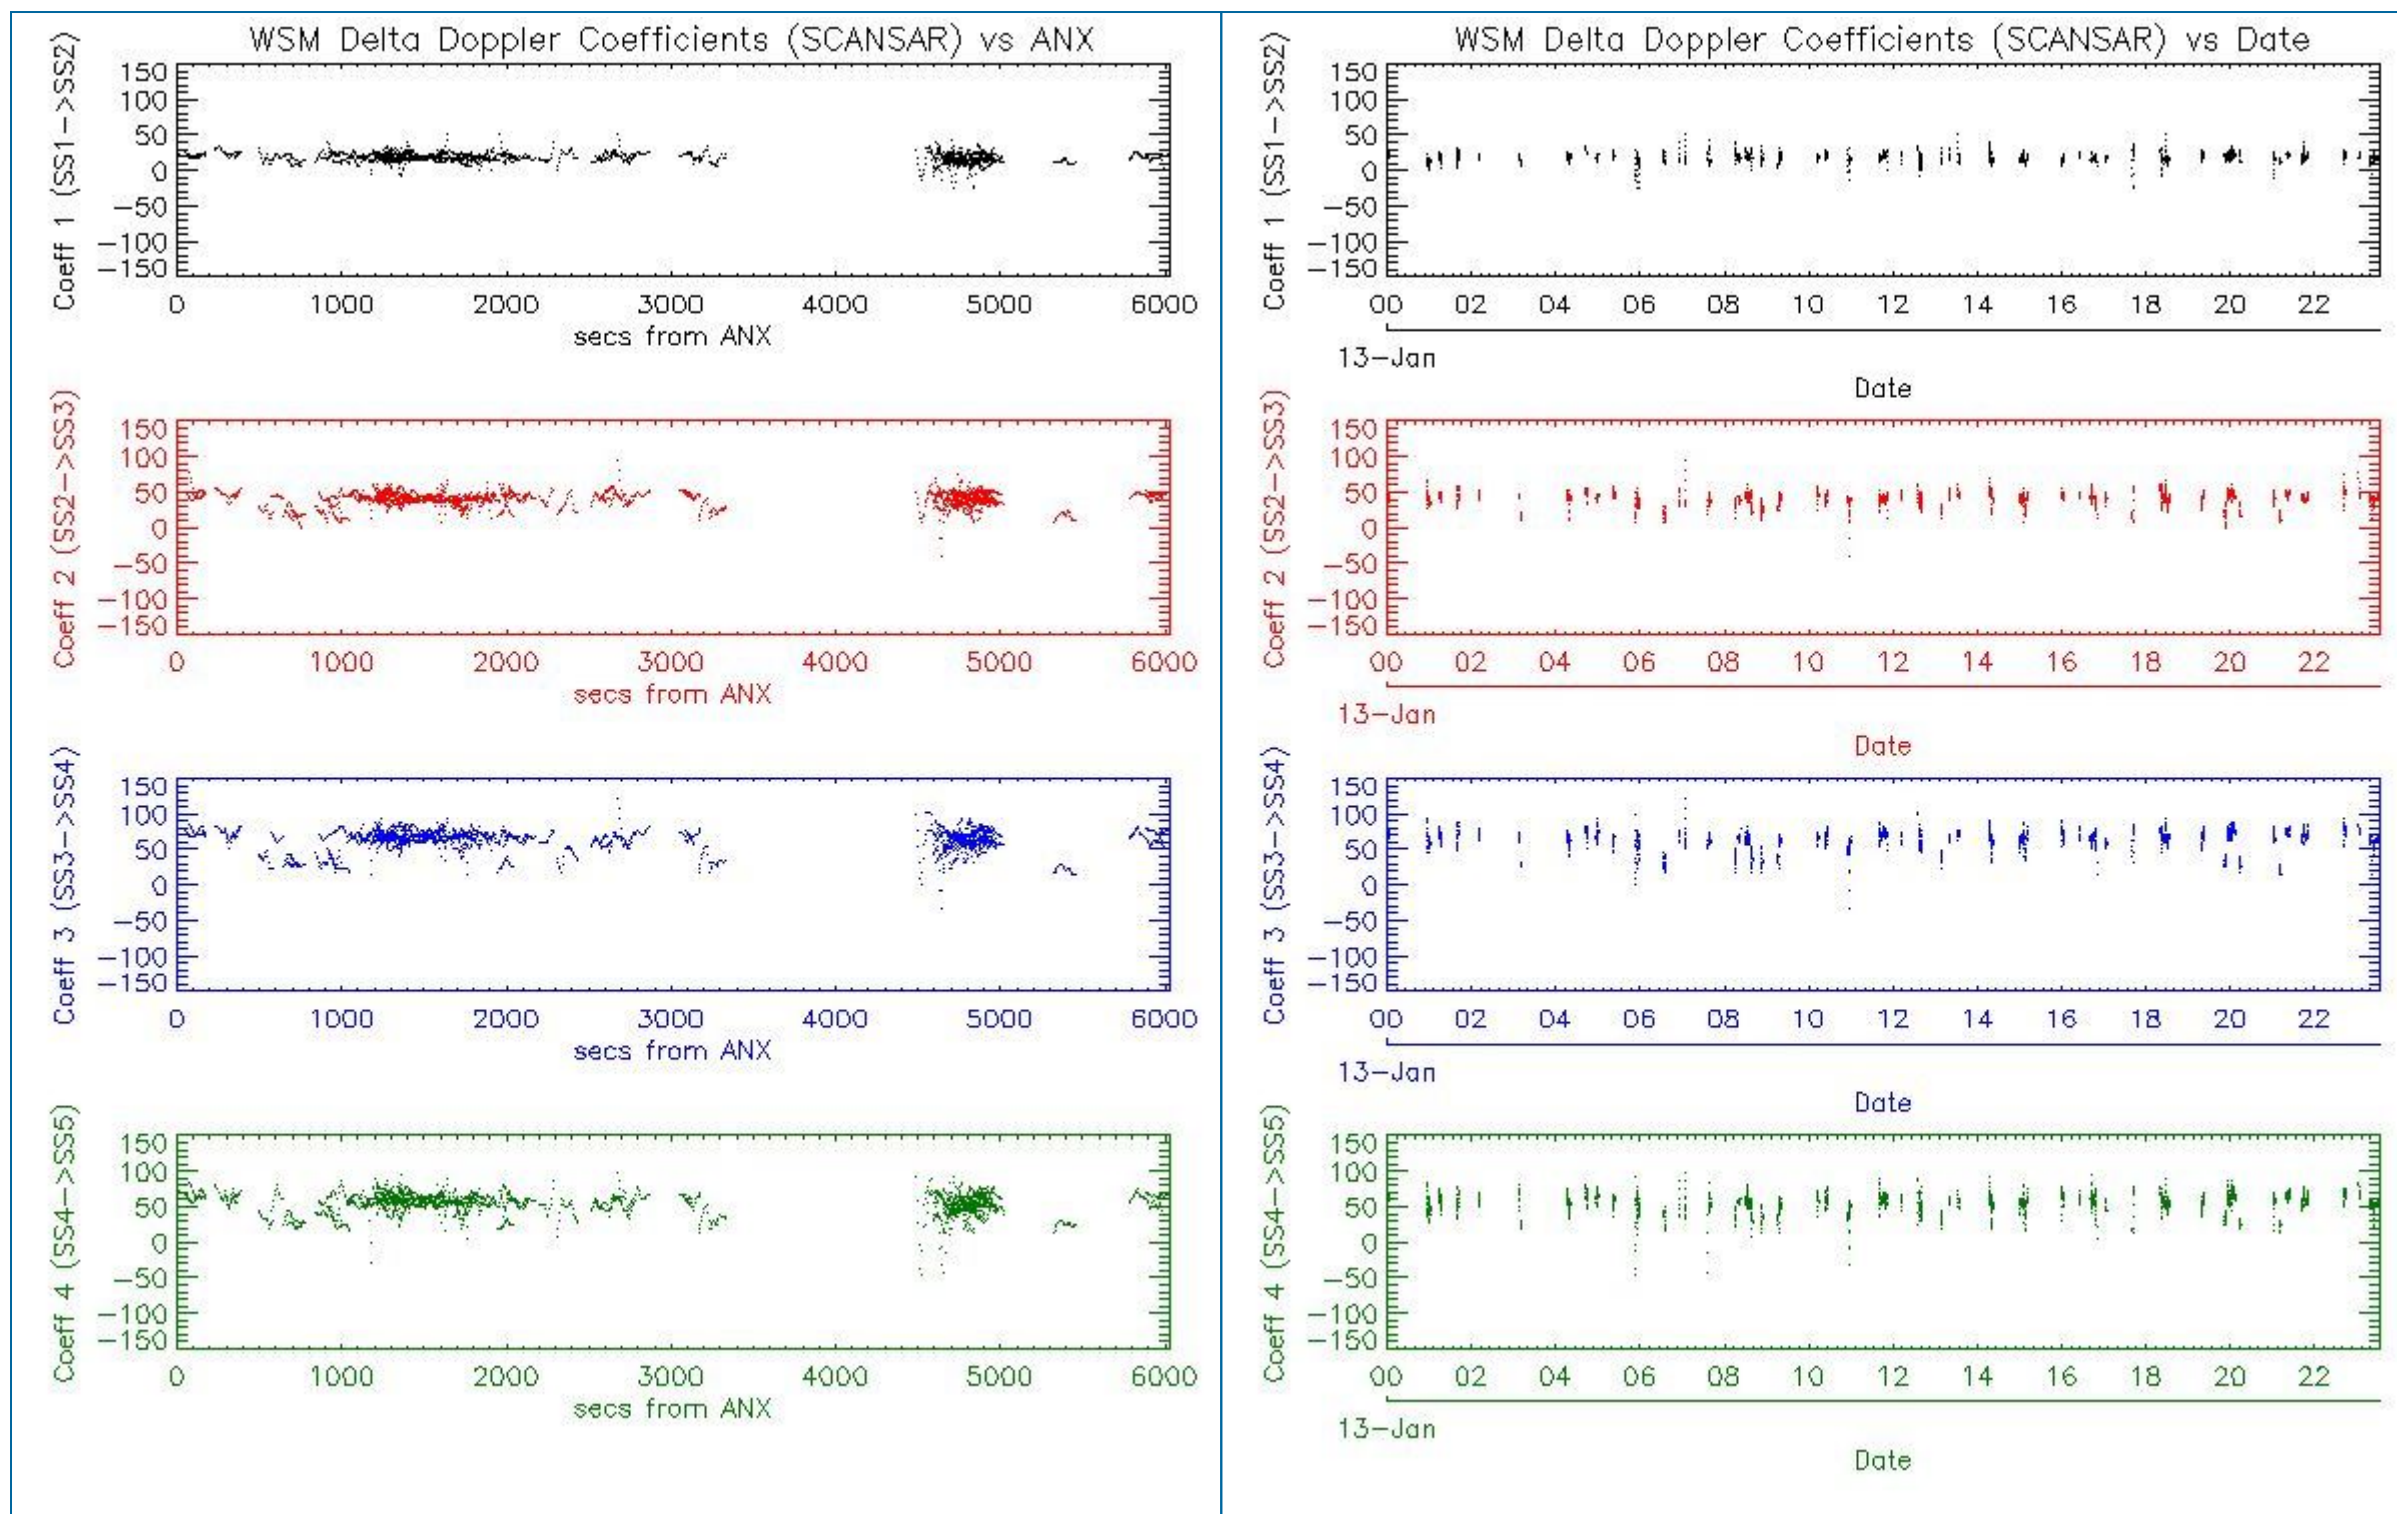 WSM Delta Doppler Coefficients (SCANSAR) vs ANX
Coeff 1 (SS1->SS2)
150
100
50
0
-50
-100
-150
0 1000 2000 3000 4000 5000 6000
secs from ANX
Coeff 2 (SS2->SS3)
150
100
50
0
-50
-100
-150
0 1000 2000 3000 4000 5000 6000
secs from ANX
Coeff 3 (SS3->SS4)
150
100
50
0
-50
-100
-150
0 1000 2000 3000 4000 5000 6000
secs from ANX
Coeff 4 (SS4->SS5)
150
100
50
0
-50
-100
-150
0 1000 2000 3000 4000 5000 6000
secs from ANX
WSM Delta Doppler Coefficients (SCANSAR) vs Date
Coeff 1 (SS1->SS2)
150
100
50
0
-50
-100
-150
00 02 04 06 08 10 12 14 16 18 20 22
13-Jan
Date
Coeff 2 (SS2->SS3)
150
100
50
0
-50
-100
-150
00 02 04 06 08 10 12 14 16 18 20 22
13-Jan
Date
Coeff 3 (SS3->SS4)
150
100
50
0
-50
-100
-150
00 02 04 06 08 10 12 14 16 18 20 22
13-Jan
Date
Coeff 4 (SS4->SS5)
150
100
50
0
-50
-100
-150
00 02 04 06 08 10 12 14 16 18 20 22
13-Jan
Date